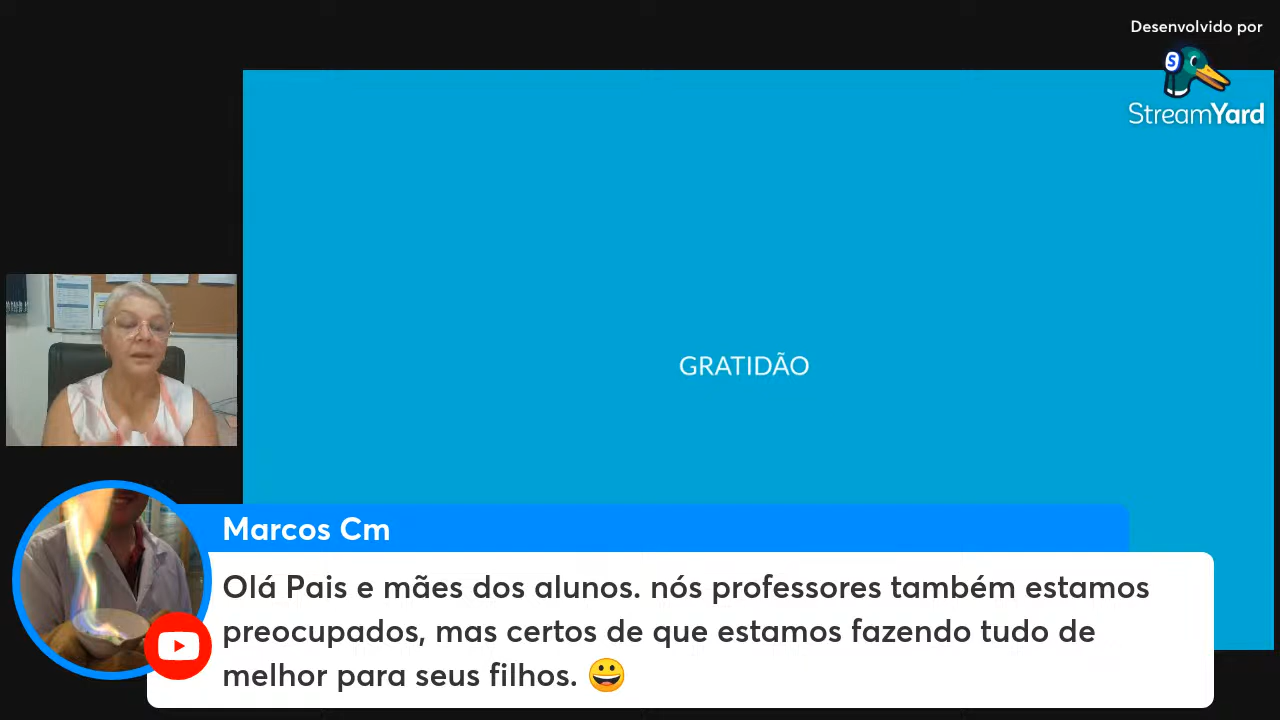 Desenvolvido por
StreamYard
GRATIDÃO
Marcos Cm
Olá Pais e mães dos alunos. nós professores também estamos
preocupados, mas certos de que estamos fazendo tudo de
melhor para seus filhos. 😀